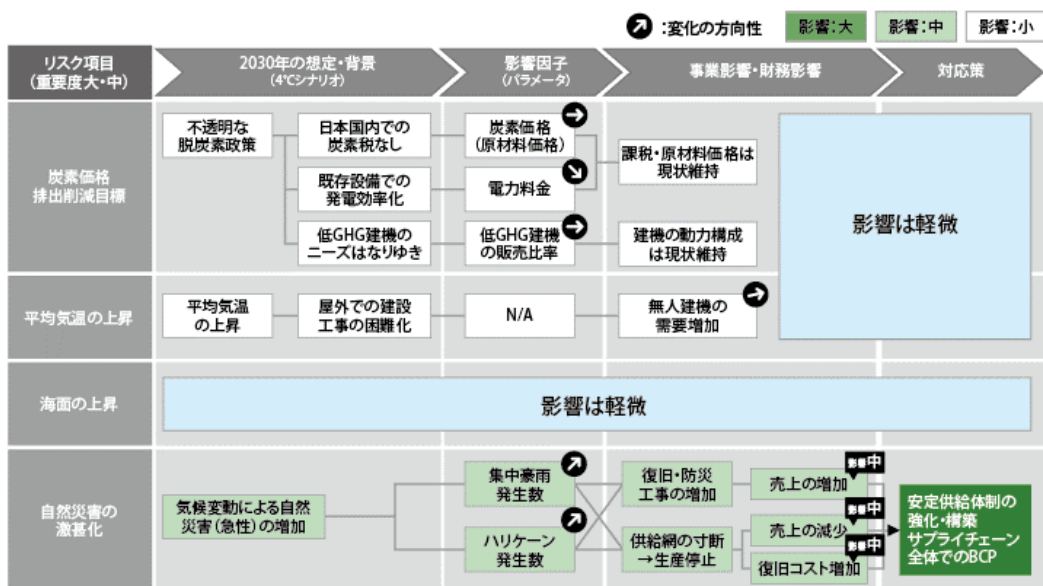 ：変化の方向性
影響：大
影響：中
影響：小
リスク項目
（重要度大・中）
2030年の想定・背景
（4℃シナリオ）
影響因子
（パラメータ）
事業影響・財務影響
対応策
炭素価格
排出削減目標
不透明な
脱炭素政策
日本国内での
炭素税なし
炭素価格
（原材料価格）
課税・原材料価格は
現状維持
既存設備での
発電効率化
電力料金
低GHG建機の
ニーズはなりゆき
低GHG建機
の販売比率
建機の動力構成
は現状維持
影響は軽微
平均気温の上昇
平均気温
の上昇
屋外での建設
工事の困難化
N/A
無人建機の
需要増加
海面の上昇
影響は軽微
自然災害の
激甚化
気候変動による自然
災害（急性）の増加
集中豪雨
発生数
ハリケーン
発生数
復旧・防災
工事の増加
供給網の寸断
→生産停止
影響中
売上の増加
影響中
売上の減少
影響中
復旧コスト増加
安定供給体制の
強化・構築
サプライチェーン
全体でのBCP